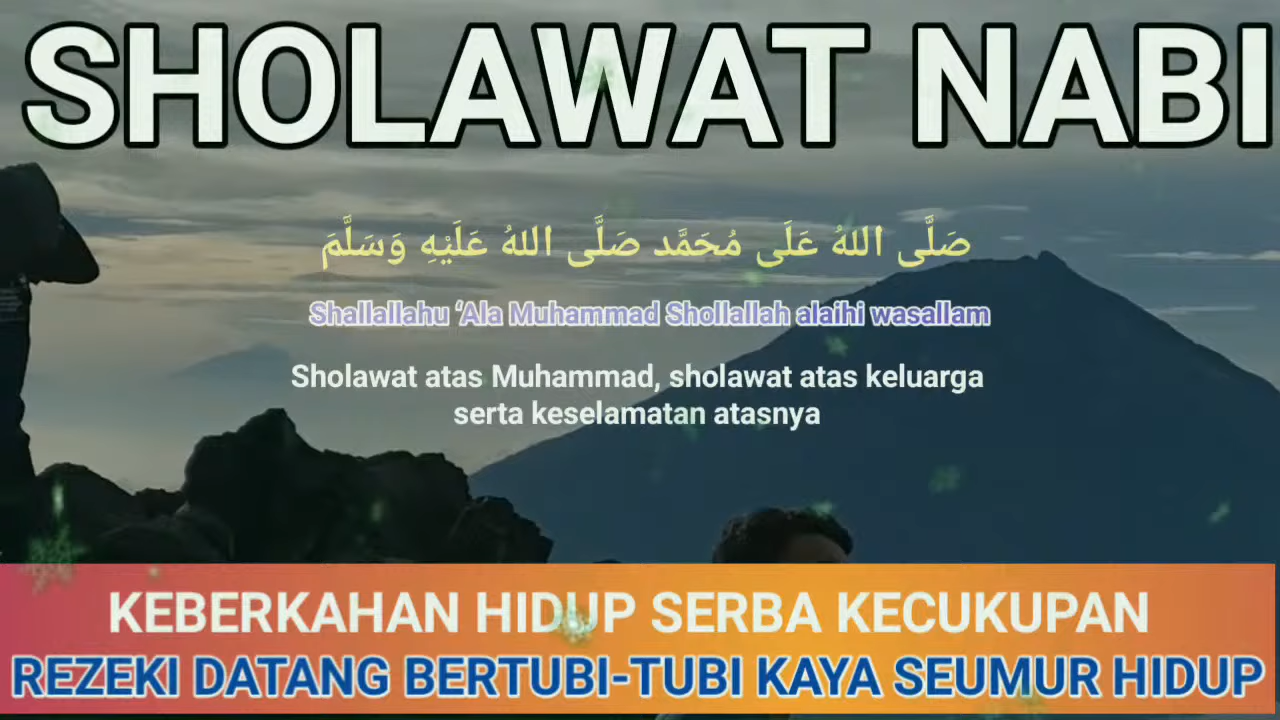 SHOLAWAT NABI
صَلَّى اللهُ عَلَى مُحَمَّد صَلَّى اللهُ عَلَيْهِ وَسَلَّمَ
Shallallahu ‘Ala Muhammad Shollallah alaihi wasallam
Sholawat atas Muhammad, sholawat atas keluarga
serta keselamatan atasnya
KEBERKAHAN HIDUP SERBA KECUKUPAN
REZEKI DATANG BERTUBI-TUBI KAYA SEUMUR HIDUP